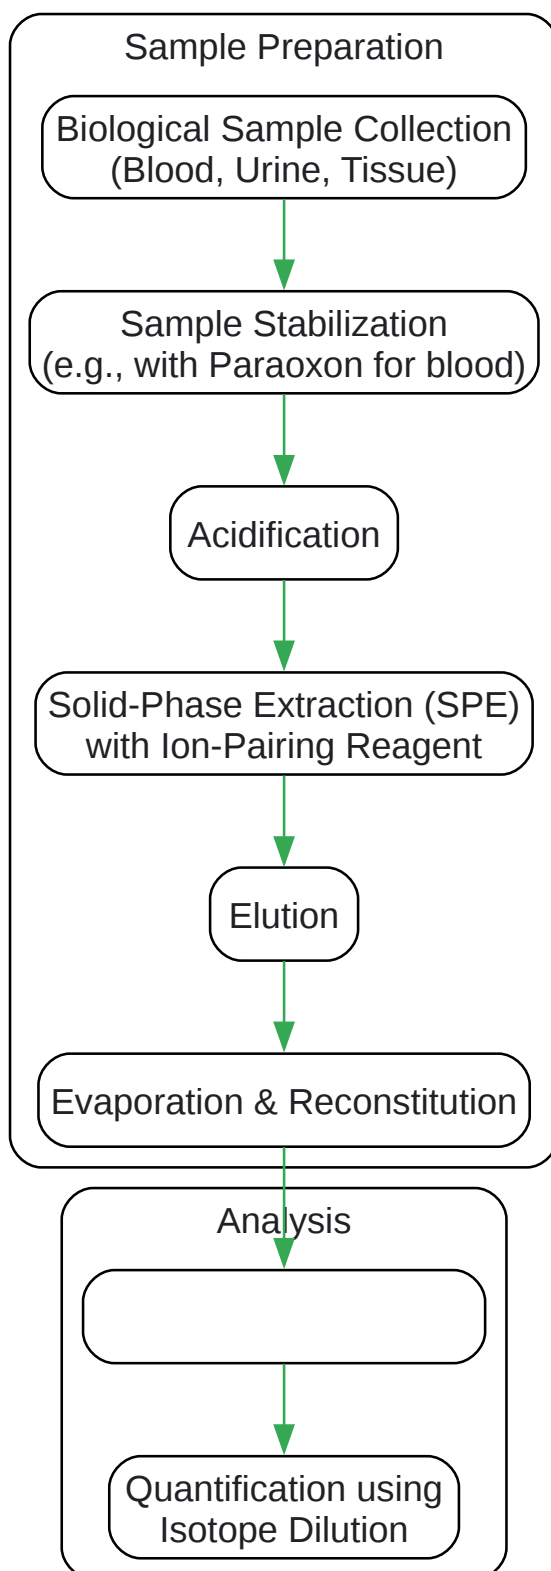 Sample Preparation
Biological Sample Collection
(Blood, Urine, Tissue)
Sample Stabilization
(e.g., with Paraoxon for blood)
Acidification
Solid-Phase Extraction (SPE)
with Ion-Pairing Reagent
Elution
Evaporation & Reconstitution
Analysis
Quantification using
Isotope Dilution